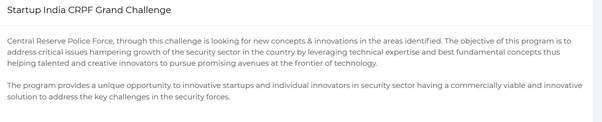 Startup India CRPF Grand Challenge
Central Reserve Police Force, through this challenge is looking for new concepts & innovations in the areas identified. The objective of this program is to
address critical issues hampering growth of the security sector in the country by leveraging technical expertise and best fundamental concepts thus
helping talented and creative innovators to pursue promising avenues at the frontier of technology.
The program provides a unique opportunity to innovative startups and individual innovators in security sector having a commercially viable and innovative
solution to address the key challenges in the security forces.